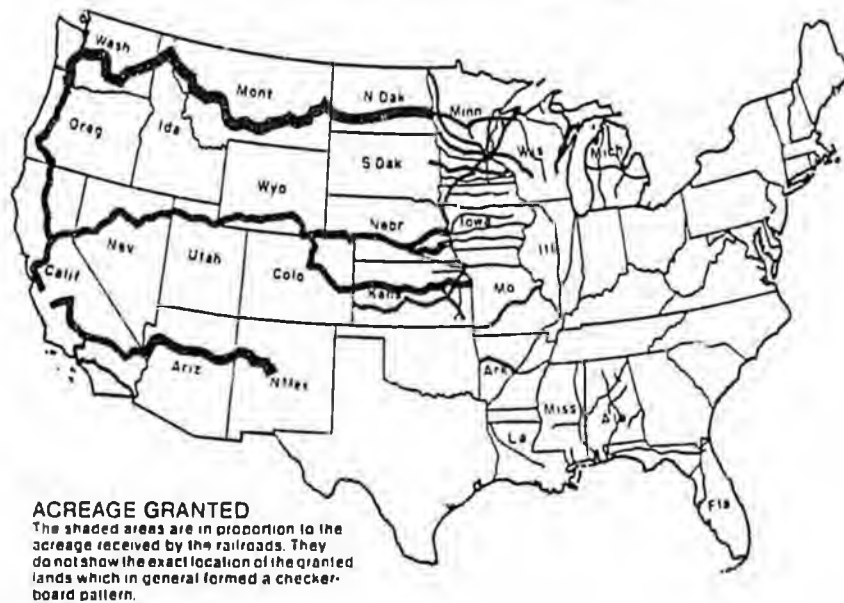 Wash
Mont
N Dak
Minn
Oreg
Ida
Wis
Mich
S Dak
Wyo
Nebr
Iowa
Nev
Utah
Ill
Calif
Colo
Kans
Mo
Ariz
N Mex
Ark
Miss
Ala
La
Fla
ACREAGE GRANTED
The shaded areas are in proportion to the
acreage received by the railroads. They
do not show the exact location of the granted
lands which in general formed a checker-
board pattern.